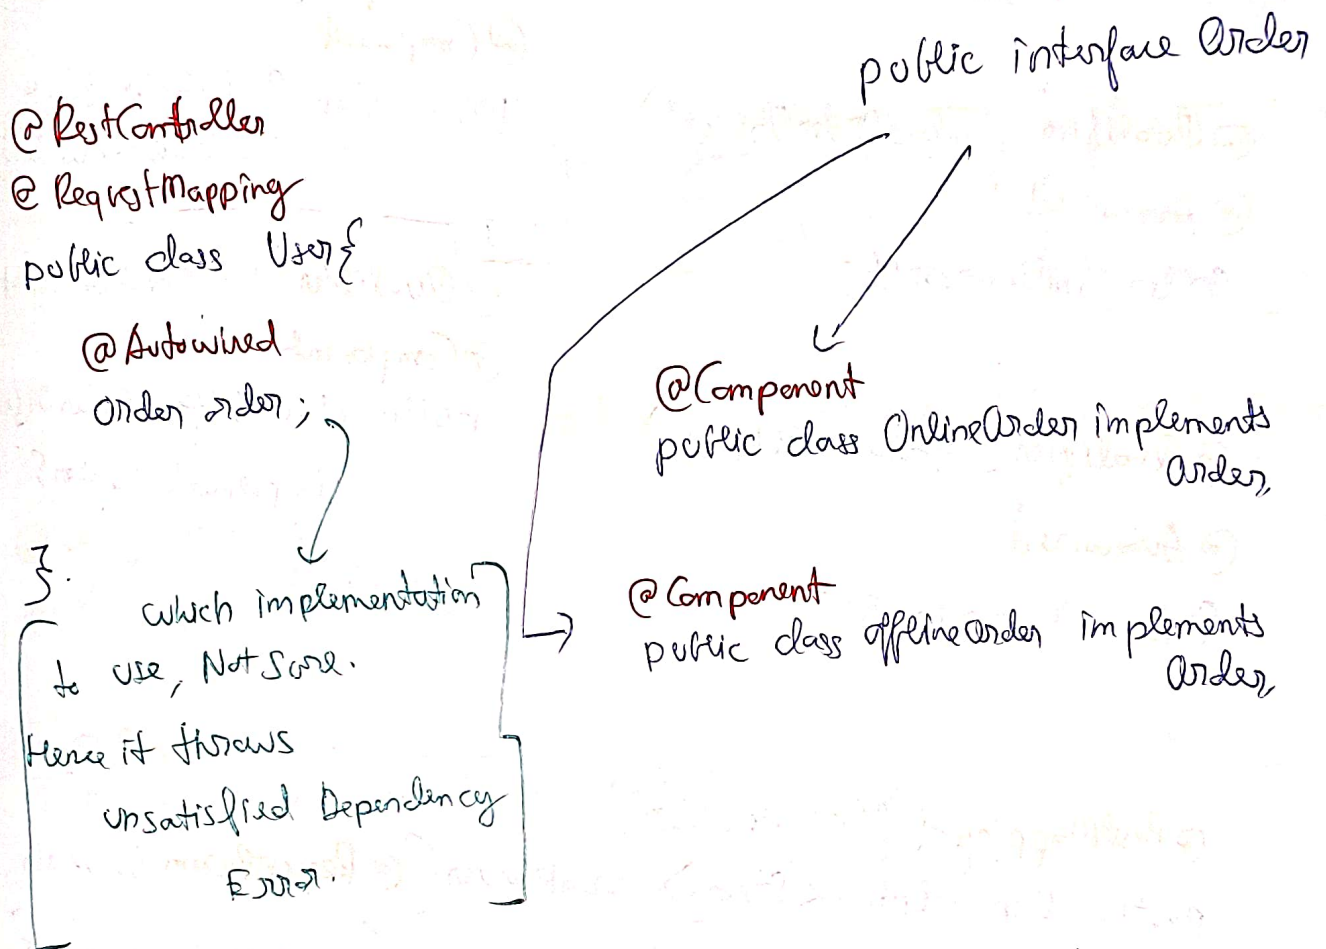 public interface Order
@RestController
@RequestMapping
public class User{
@Autowired
Order order;
}.
which implementation
to use, Not Sure.
Hence it throws
unsatisfied Dependency
Error.
@Component
public class OnlineOrder implements
Order,
@Component
public class offlineOrder implements
Order,